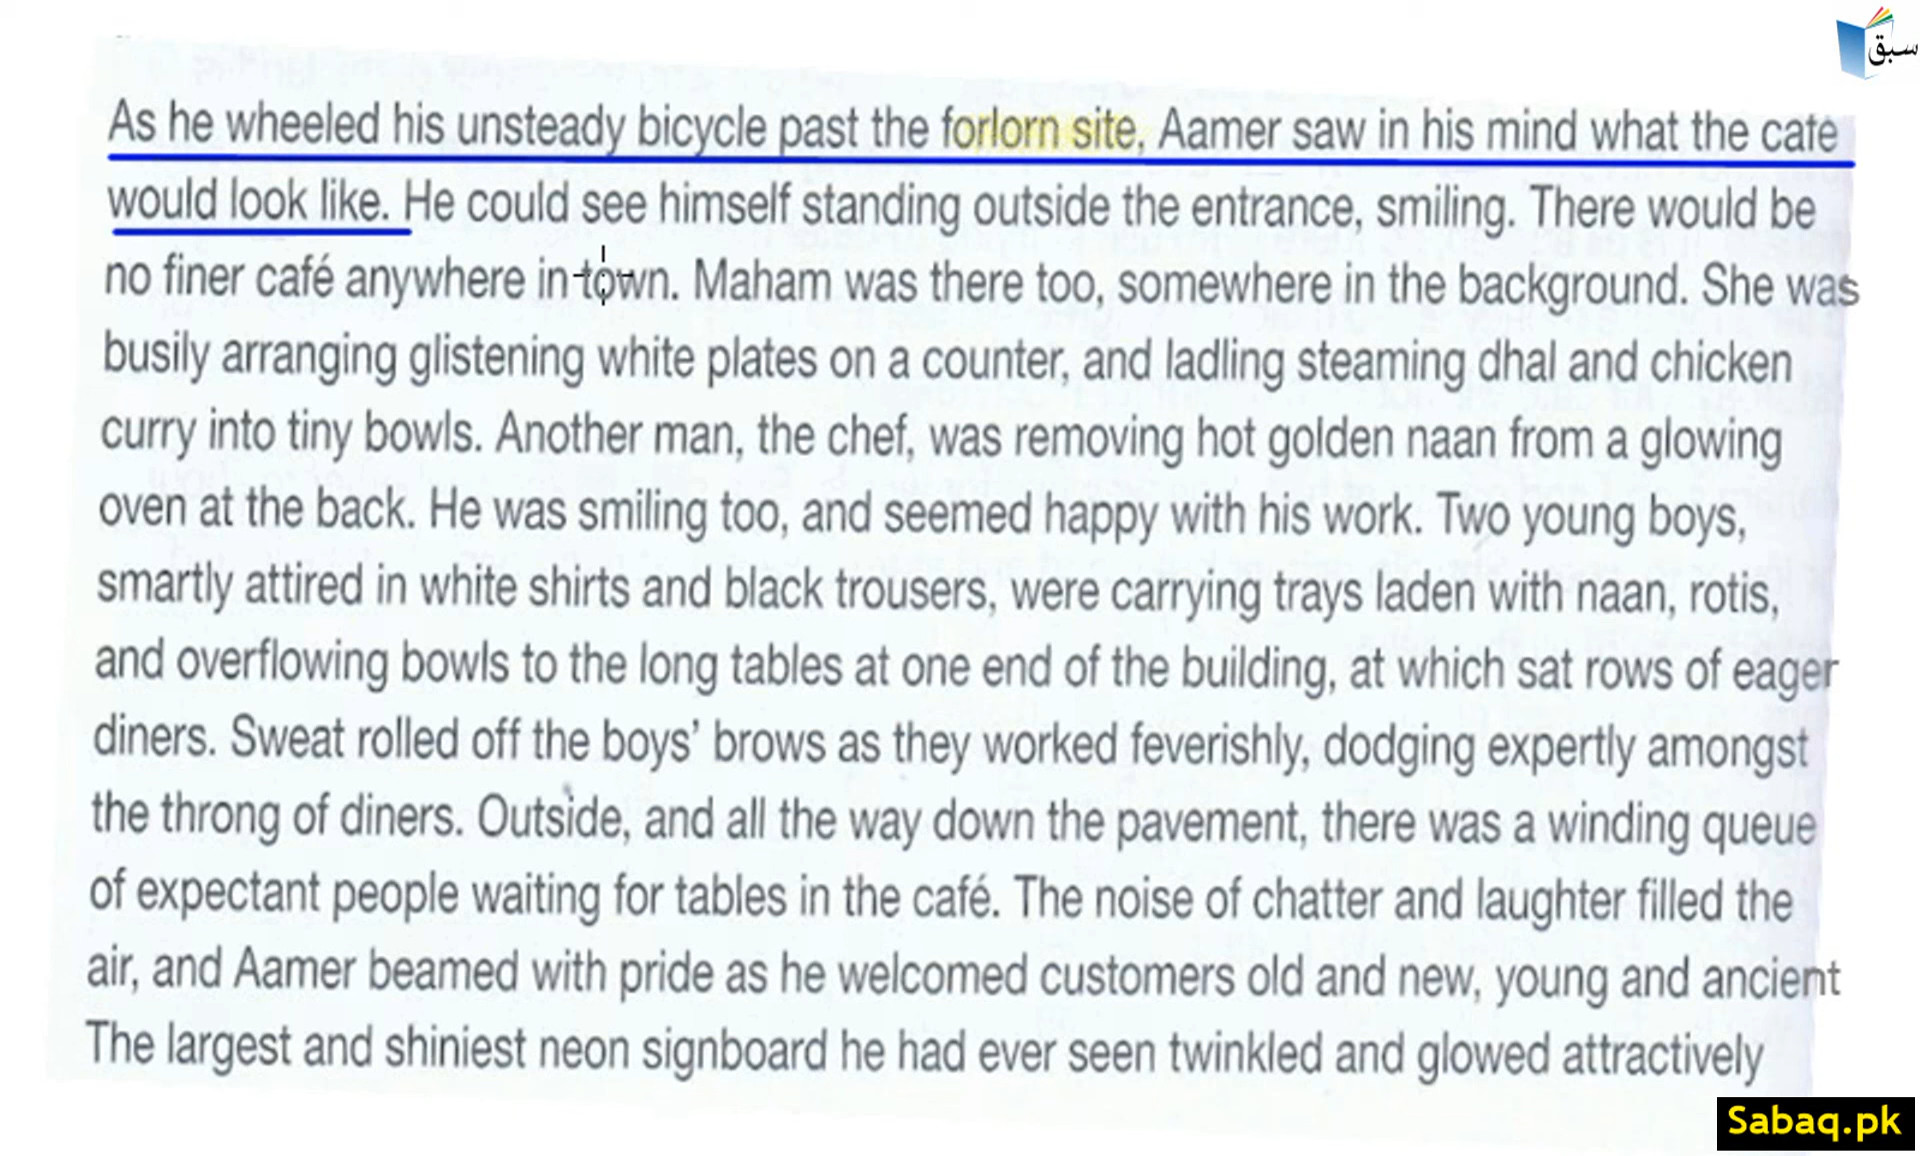 سبق
As he wheeled his unsteady bicycle past the forlorn site, Aamer saw in his mind what the café
would look like. He could see himself standing outside the entrance, smiling. There would be
no finer café anywhere in town. Maham was there too, somewhere in the background. She was
busily arranging glistening white plates on a counter, and ladling steaming dhal and chicken
curry into tiny bowls. Another man, the chef, was removing hot golden naan from a glowing
oven at the back. He was smiling too, and seemed happy with his work. Two young boys,
smartly attired in white shirts and black trousers, were carrying trays laden with naan, rotis,
and overflowing bowls to the long tables at one end of the building, at which sat rows of eager
diners. Sweat rolled off the boys’ brows as they worked feverishly, dodging expertly amongst
the throng of diners. Outside, and all the way down the pavement, there was a winding queue
of expectant people waiting for tables in the café. The noise of chatter and laughter filled the
air, and Aamer beamed with pride as he welcomed customers old and new, young and ancient
The largest and shiniest neon signboard he had ever seen twinkled and glowed attractively
Sabaq.pk